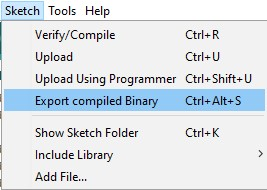 Sketch Tools Help
Verify/Compile Ctrl+R
Upload Ctrl+U
Upload Using Programmer Ctrl+Shift+U
Export compiled Binary Ctrl+Alt+S
Show Sketch Folder Ctrl+K
Include Library
Add File...